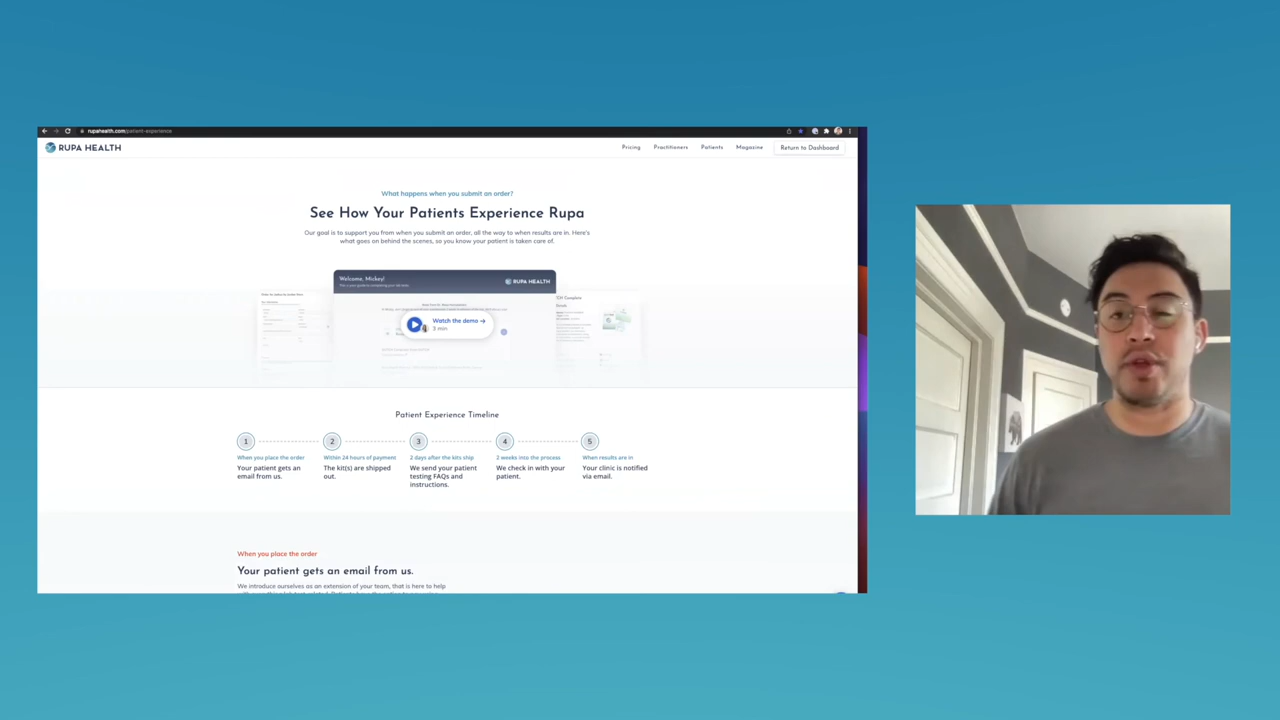 rupahealth.com/patient-experience
RUPA HEALTH
Pricing
Practitioners
Patients
Magazine
Return to Dashboard
What happens when you submit an order?
See How Your Patients Experience Rupa
Our goal is to support you from when you submit an order, all the way to when results are in. Here's
what goes on behind the scenes, so you know your patient is taken care of.
Welcome, Mickey!
RUPA HEALTH
Watch the demo →
3 min
Patient Experience Timeline
1
2
3
4
5
When you place the order
Your patient gets an
email from us.
Within 24 hours of payment
The kit(s) are shipped
out.
2 days after the kits ship
We send your patient
testing FAQs and
instructions.
2 weeks into the process
We check in with your
patient.
When results are in
Your clinic is notified
via email.
When you place the order
Your patient gets an email from us.
We introduce ourselves as an extension of your team, that is here to help